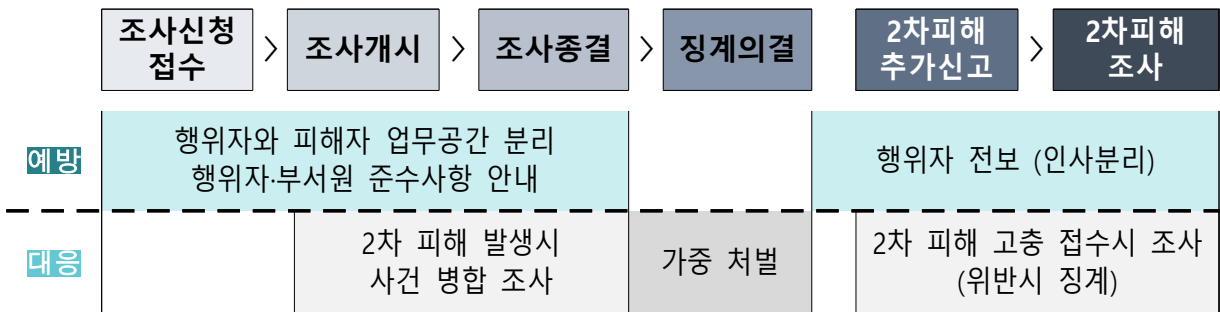 조사신청
접수
조사개시
조사종결
징계의결
2차피해
추가신고
2차피해
조사
예방
행위자와 피해자 업무공간 분리
행위자·부서원 준수사항 안내
행위자 전보 (인사분리)
대응
2차 피해 발생시
사건 병합 조사
가중 처벌
2차 피해 고충 접수시 조사
(위반시 징계)